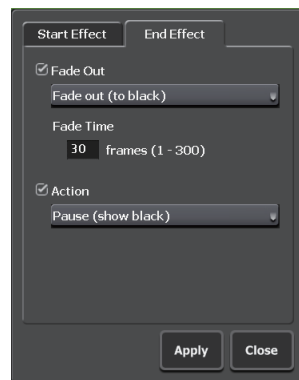 Start Effect End Effect
Fade Out
Fade out (to black)
Fade Time
30 frames (1 - 300)
Action
Pause (show black)
Apply Close